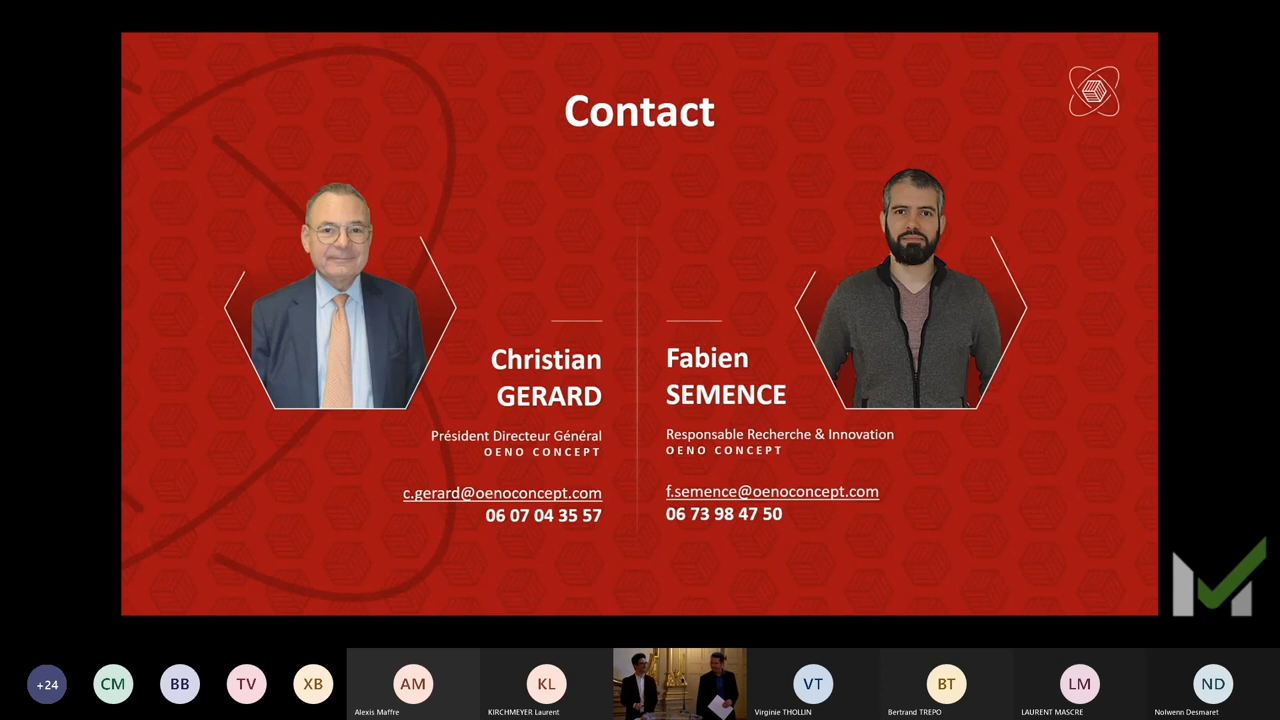 Contact
Christian
GERARD
Président Directeur Général
OENO CONCEPT
c.gerard@oenoconcept.com
06 07 04 35 57
Fabien
SEMENCE
Responsable Recherche & Innovation
OENO CONCEPT
f.semence@oenoconcept.com
06 73 98 47 50
+24
CM
BB
TV
XB
AM
Alexis Maffre
KL
KIRCHMEYER Laurent
VT
Virginie THOLLIN
BT
Bertrand TREPO
LM
LAURENT MASCRE
ND
Nolwenn Desmaret